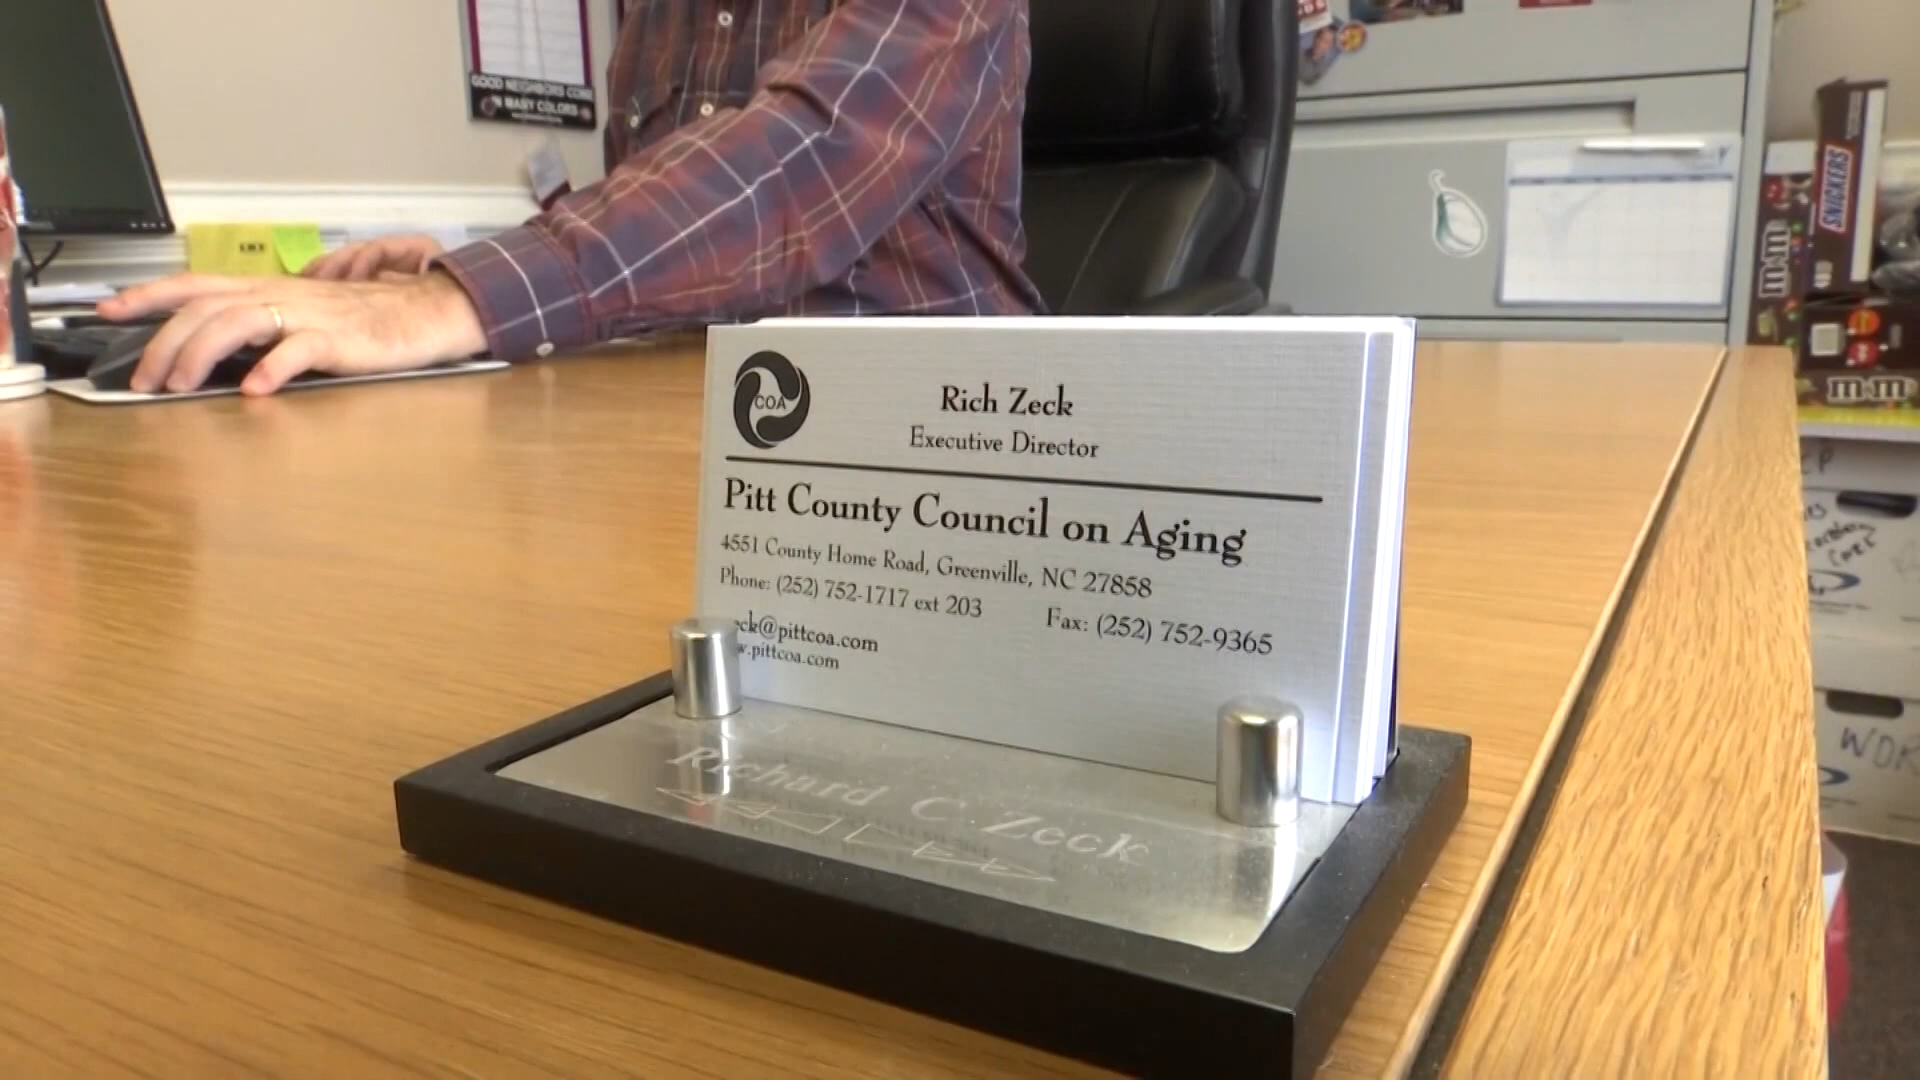 GOOD NEIGHBORS COME
IN MANY COLORS
SNICKERS
m&m
m&m
COA
Rich Zeck
Executive Director
Pitt County Council on Aging
4551 County Home Road, Greenville, NC 27858
Phone: (252) 752-1717 ext 203 Fax: (252) 752-9365
eck@pittcoa.com
w.pittcoa.com
Richard C Zeck
WOR